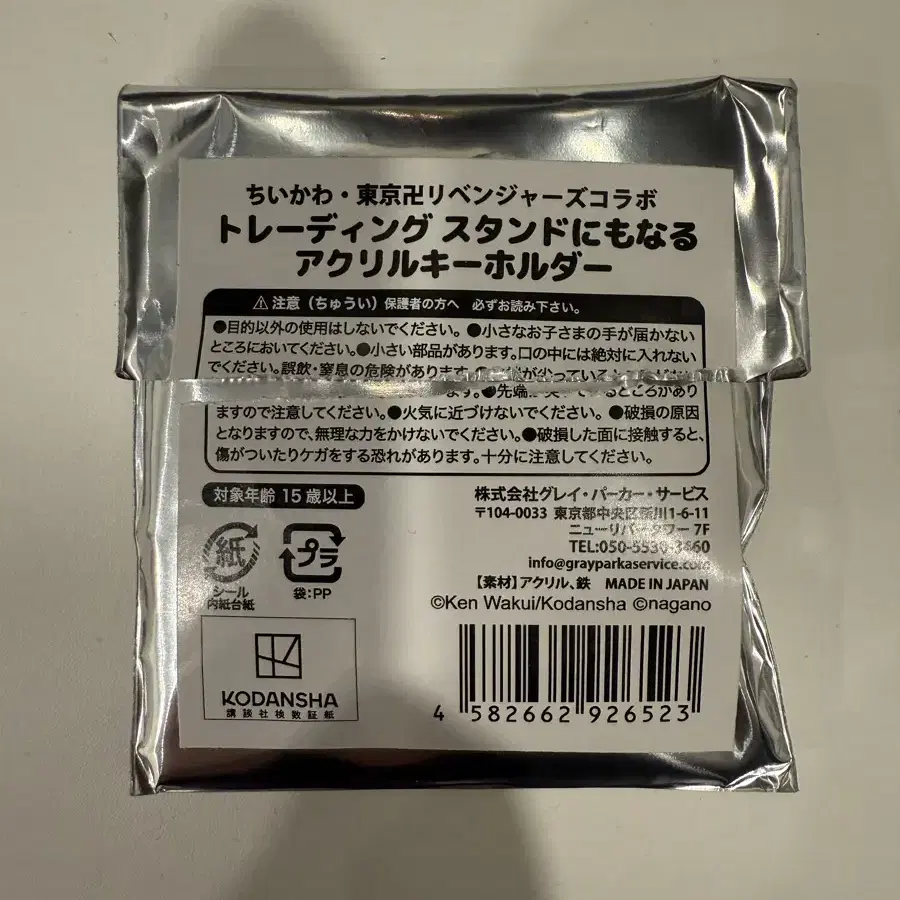 ちいかわ・東京卍リベンジャーズコラボ
トレーディング スタンドにもなる
アクリルキーホルダー
⚠注意（ちゅうい）保護者の方へ 必ずお読み下さい。
●目的以外の使用はしないでください。●小さなお子さまの手が届かない
ところにおいてください。●小さい部品があります。口の中には絶対に入れない
でください。誤飲・窒息の危険があります。
ますので注意してください。●火気に近づけないでください。●破損の原因
となりますので、無理な力をかけないでください。●破損した面に接触すると、
傷がついたりケガをする恐れがあります。十分に注意してください。
対象年齢 15歳以上
株式会社グレイ・パーカー・サービス
〒104-0033 東京都中央区新川1-6-11
ニューリバータワー 7F
TEL:050-5530-3660
info@grayparkaservice.com
紙
プラ
シール
内紙台紙
袋:PP
【素材】アクリル、鉄 MADE IN JAPAN
©Ken Wakui/Kodansha ©nagano
KODANSHA
講談社検数証紙
4 582662 926523